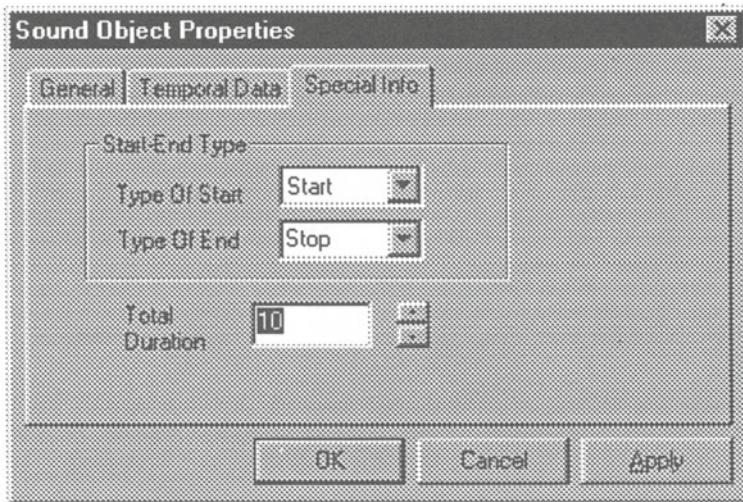 Sound Object Properties
General Temporal Data Special Info
Start-End Type
Type Of Start Start
Type Of End Stop
Total
Duration 10
OK Cancel Apply